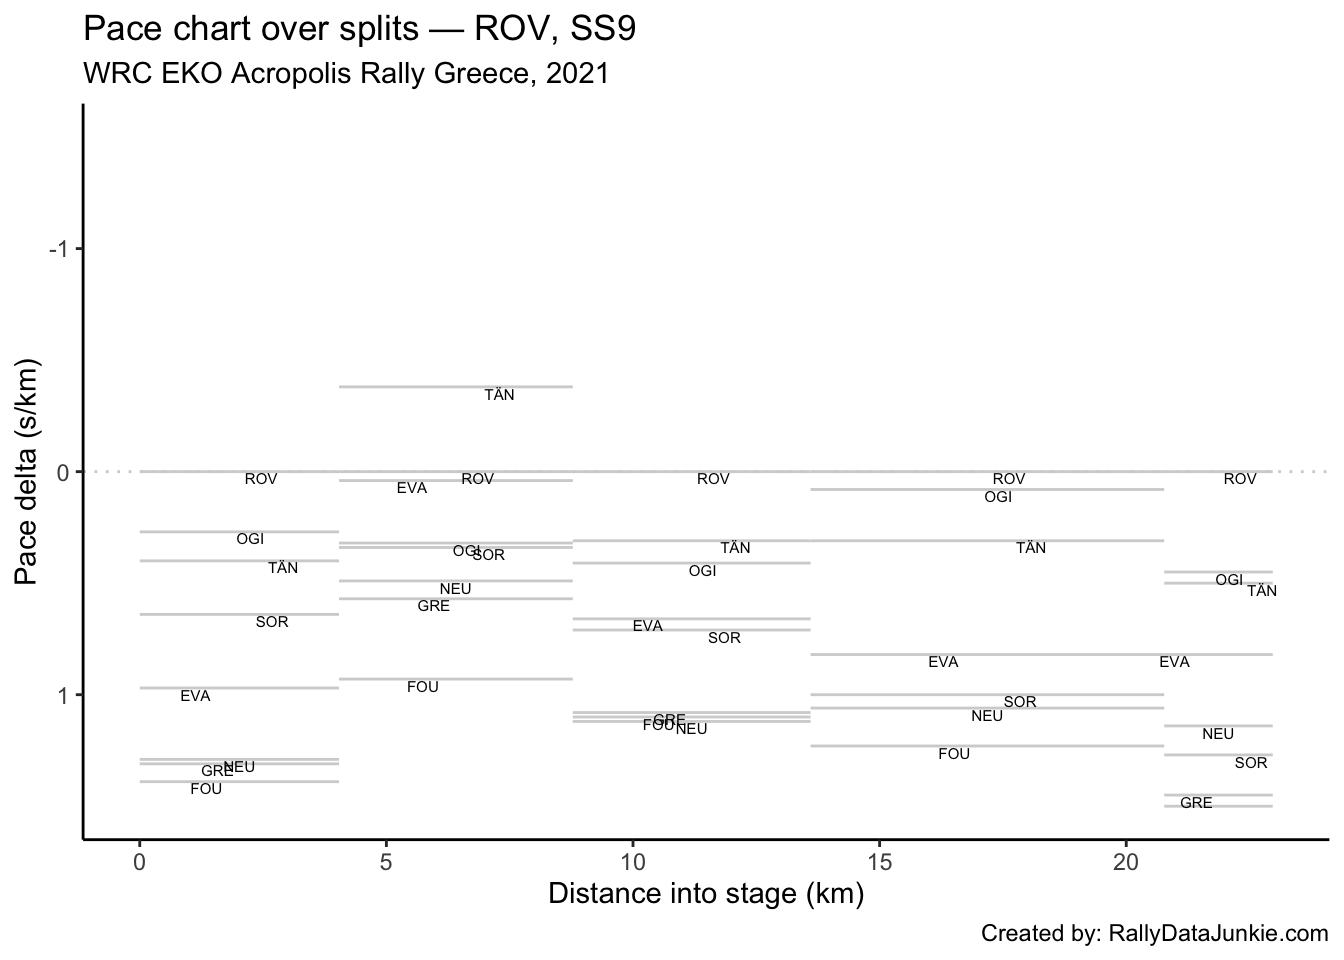 Pace chart over splits — ROV, SS9
WRC EKO Acropolis Rally Greece, 2021
Pace delta (s/km)
-1
0
1
TÄN
ROV ROV ROV ROV ROV
EVA
OGI
OGI
OGI SOR
TÄN TÄN
TÄN
OGI
OGI
TÄN
NEU
GRE
SOR
EVA
SOR
EVA EVA
FOU
EVA
SOR
NEU
GRE
FOU NEU
NEU
FOU
SOR
NEU
GRE
FOU
GRE
0 5 10 15 20
Distance into stage (km)
Created by: RallyDataJunkie.com